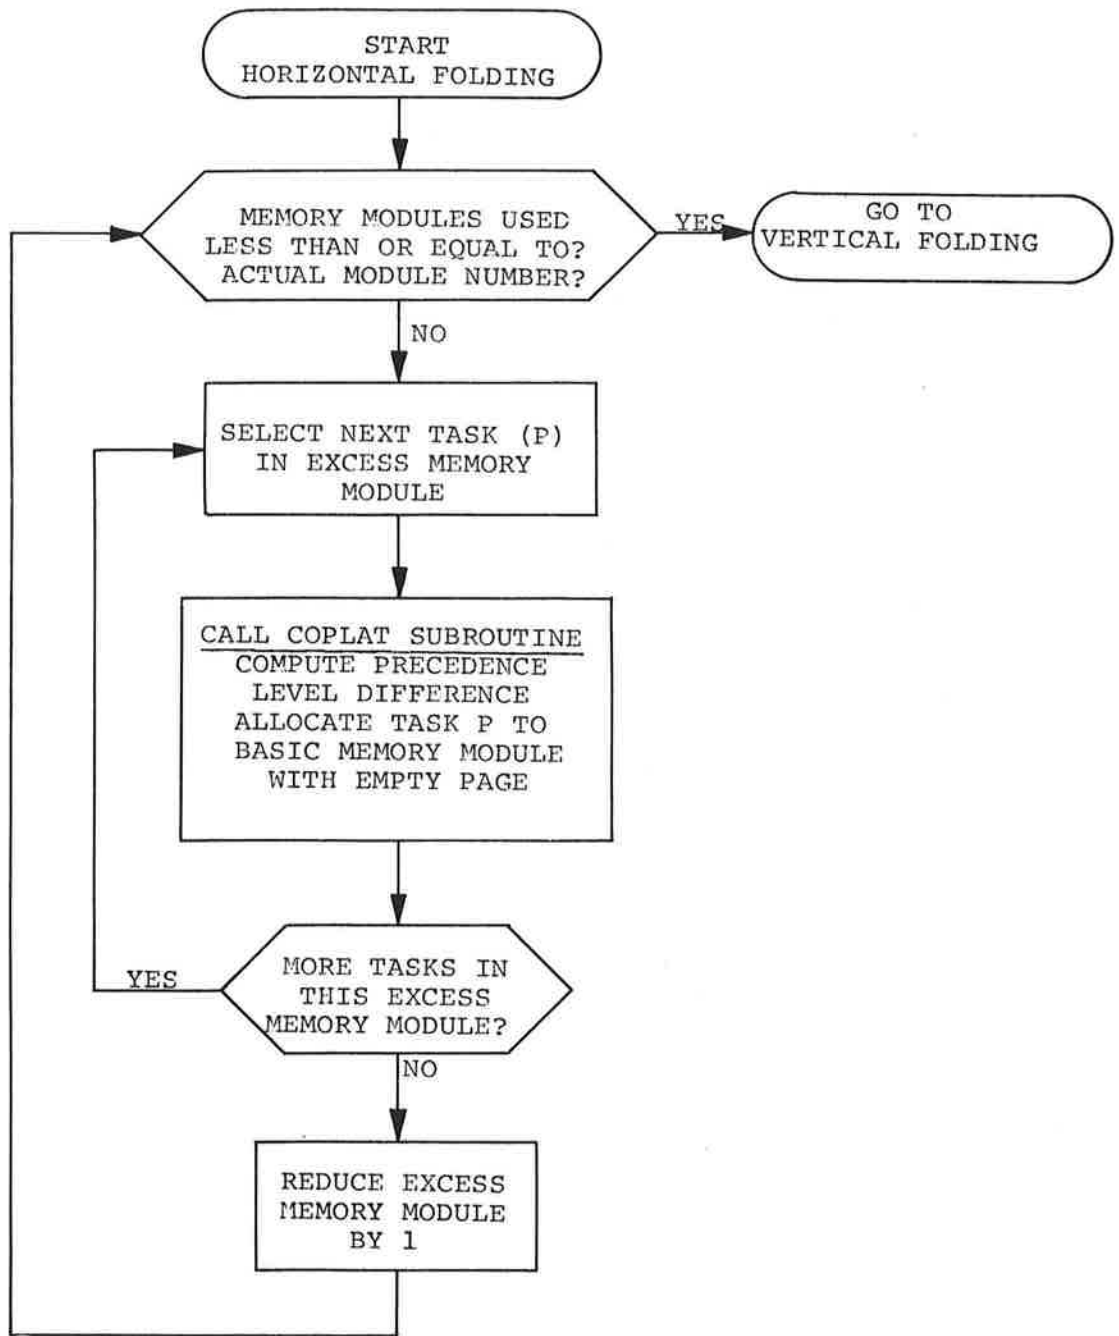 START
HORIZONTAL FOLDING
MEMORY MODULES USED
LESS THAN OR EQUAL TO?
ACTUAL MODULE NUMBER?
YES
GO TO
VERTICAL FOLDING
NO
SELECT NEXT TASK (P)
IN EXCESS MEMORY
MODULE
CALL COPLAT SUBROUTINE
COMPUTE PRECEDENCE
LEVEL DIFFERENCE
ALLOCATE TASK P TO
BASIC MEMORY MODULE
WITH EMPTY PAGE
YES
MORE TASKS IN
THIS EXCESS
MEMORY MODULE?
NO
REDUCE EXCESS
MEMORY MODULE
BY 1